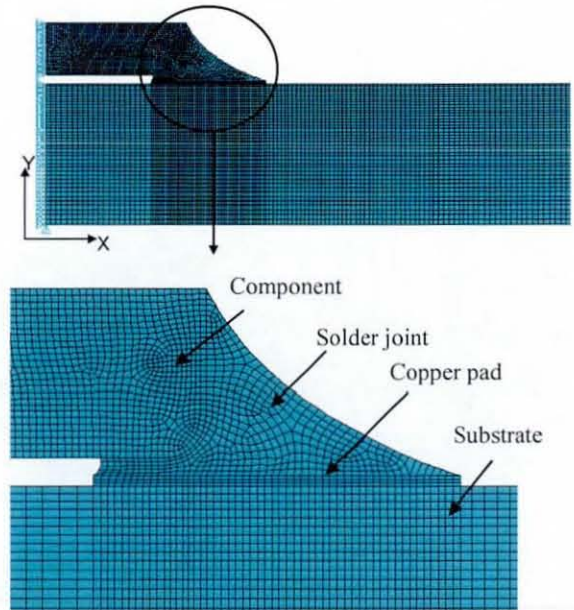 Y
X
Component
Solder joint
Copper pad
Substrate